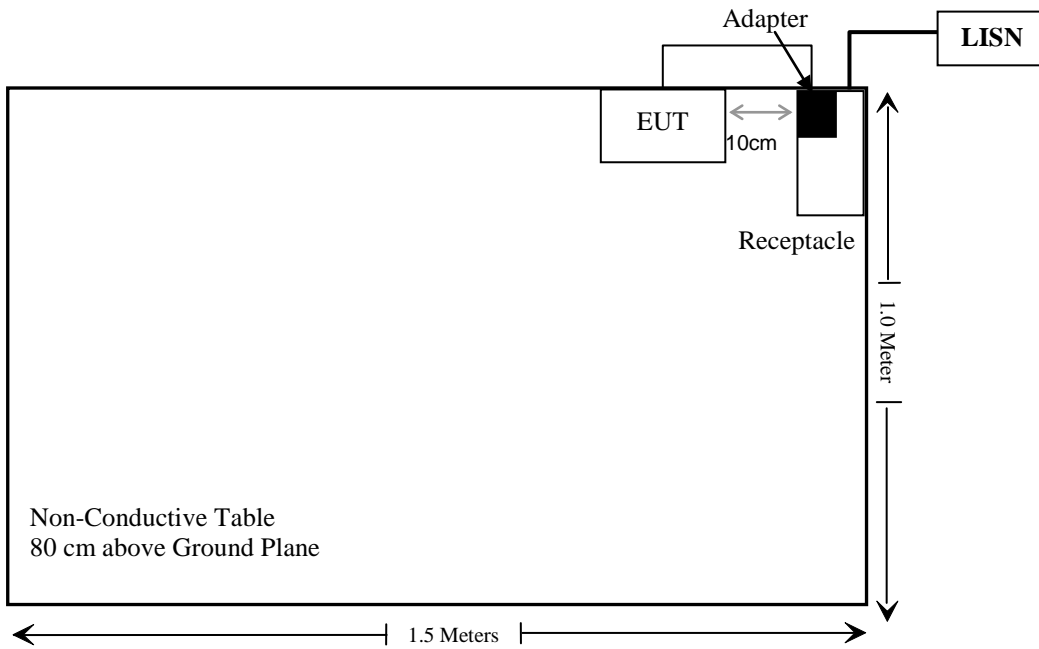 Adapter
LISN
EUT
10cm
Receptacle
1.0 Meter
Non-Conductive Table
80 cm above Ground Plane
1.5 Meters